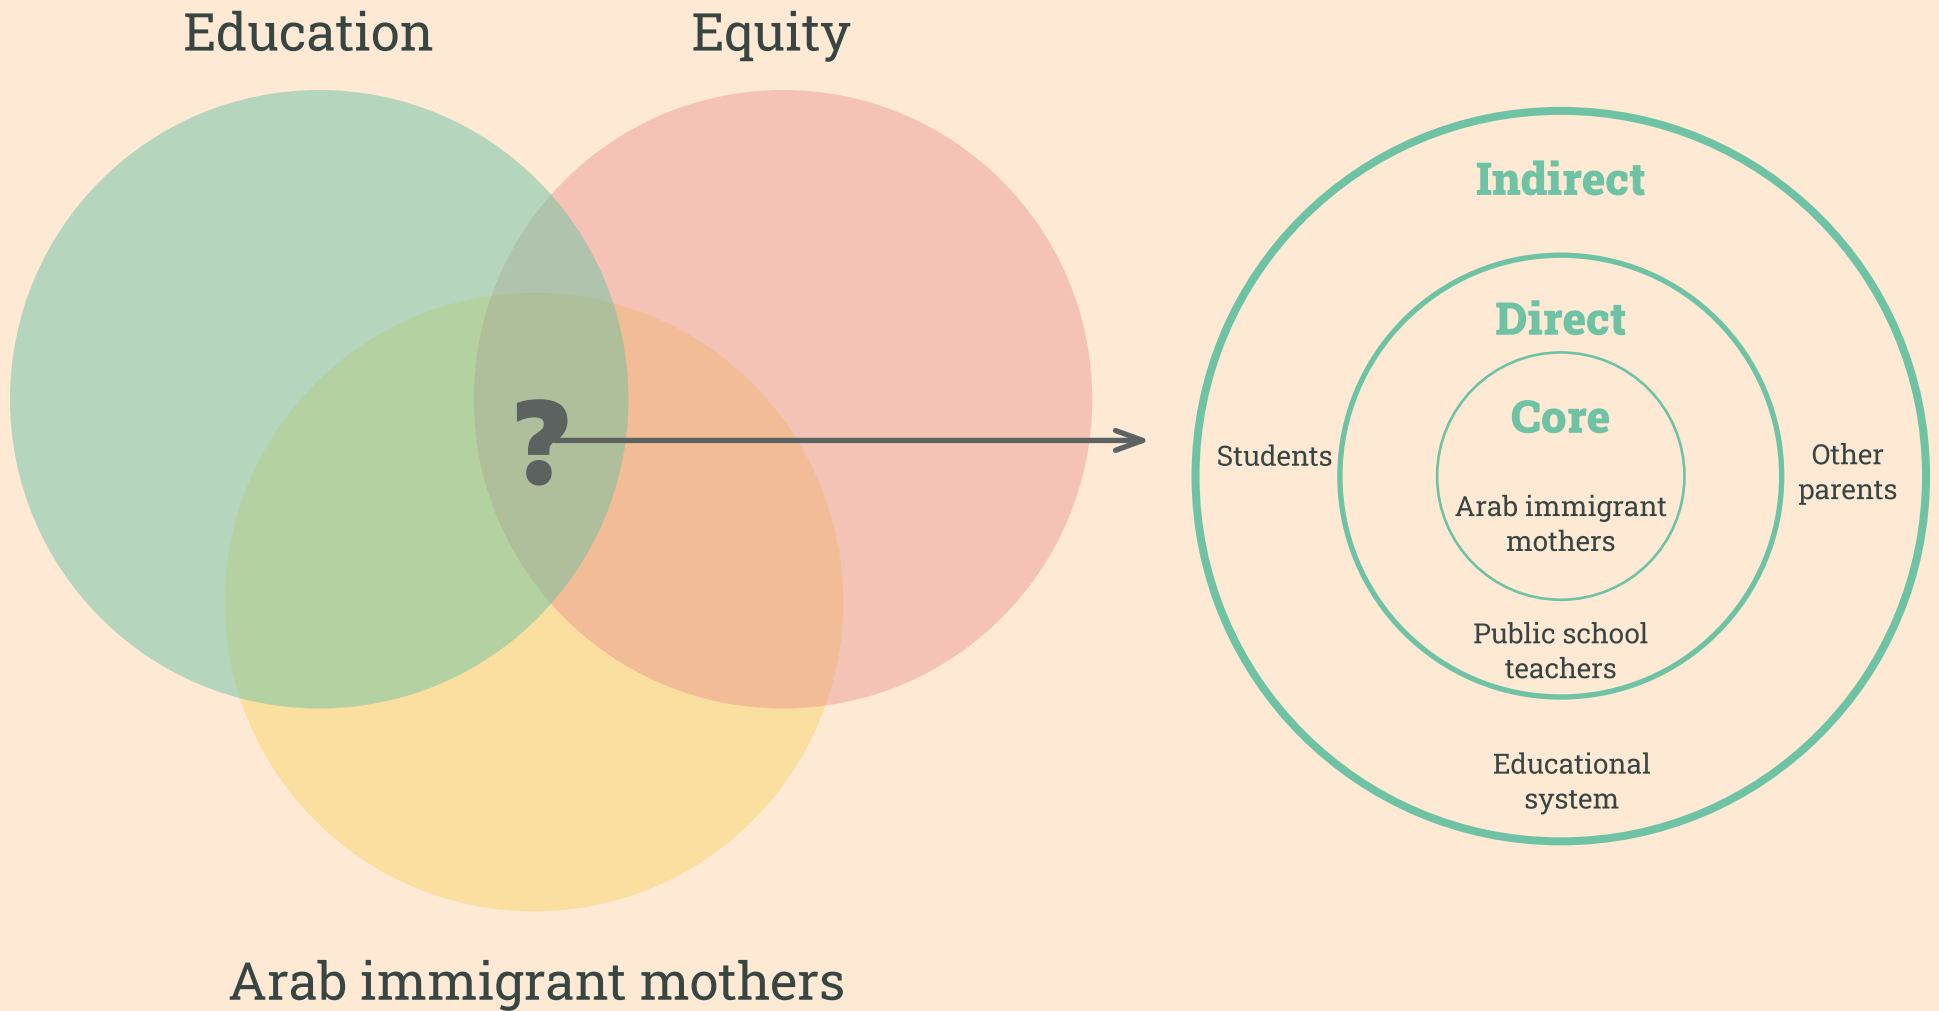 Education
Equity
?
Arab immigrant mothers
Indirect
Direct
Core
Students
Arab immigrant
mothers
Other
parents
Public school
teachers
Educational
system